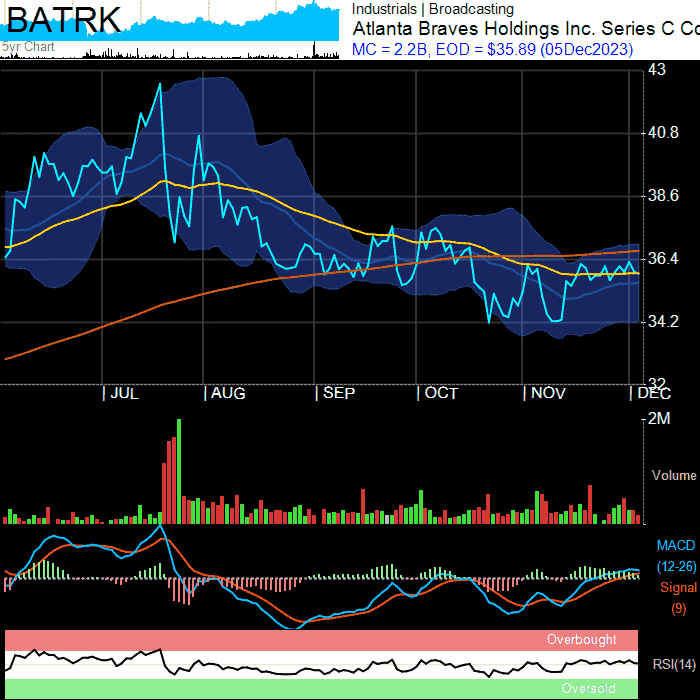 BATRK
5yr Chart
Industrials | Broadcasting
Atlanta Braves Holdings Inc. Series C Co
MC = 2.2B, EOD = $35.89 (05Dec2023)
43
40.8
38.6
36.4
34.2
32
JUL AUG SEP OCT NOV DEC
2M
Volume
MACD
(12-26)
Signal
(9)
Overbought
RSI(14)
Oversold